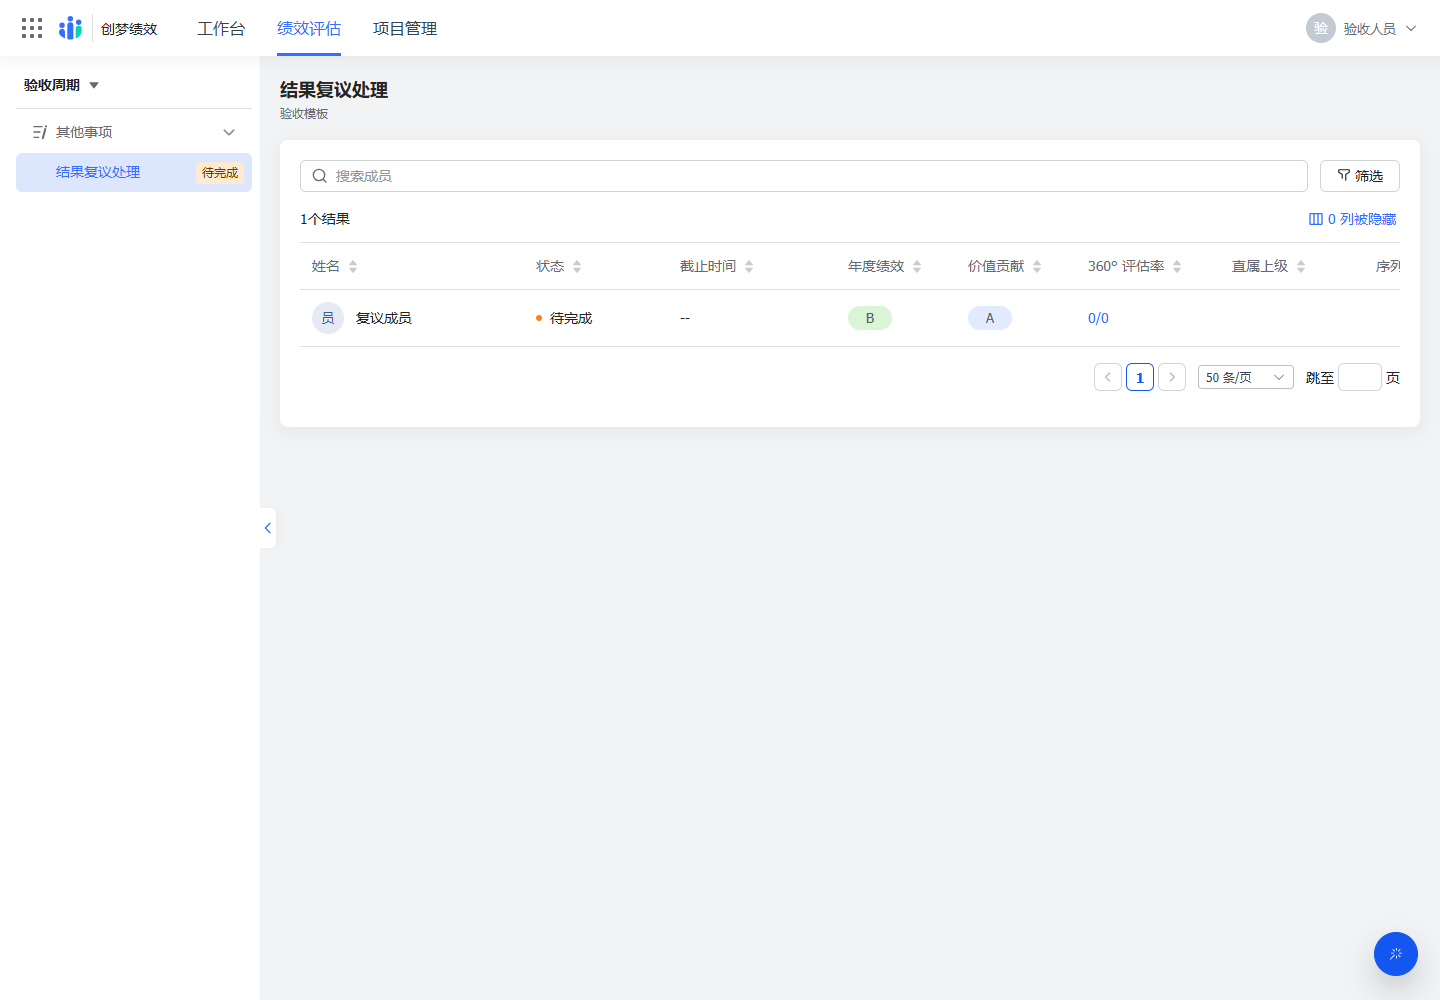 创梦绩效 工作台 绩效评估 项目管理 验 验收人员
验收周期
其他事项
结果复议处理 待完成
结果复议处理
验收模板
搜索成员 筛选
1个结果 0 列被隐藏
姓名 状态 截止时间 年度绩效 价值贡献 360° 评估率 直属上级 序列
员 复议成员 待完成 -- B A 0/0
1 50 条/页 跳至 页